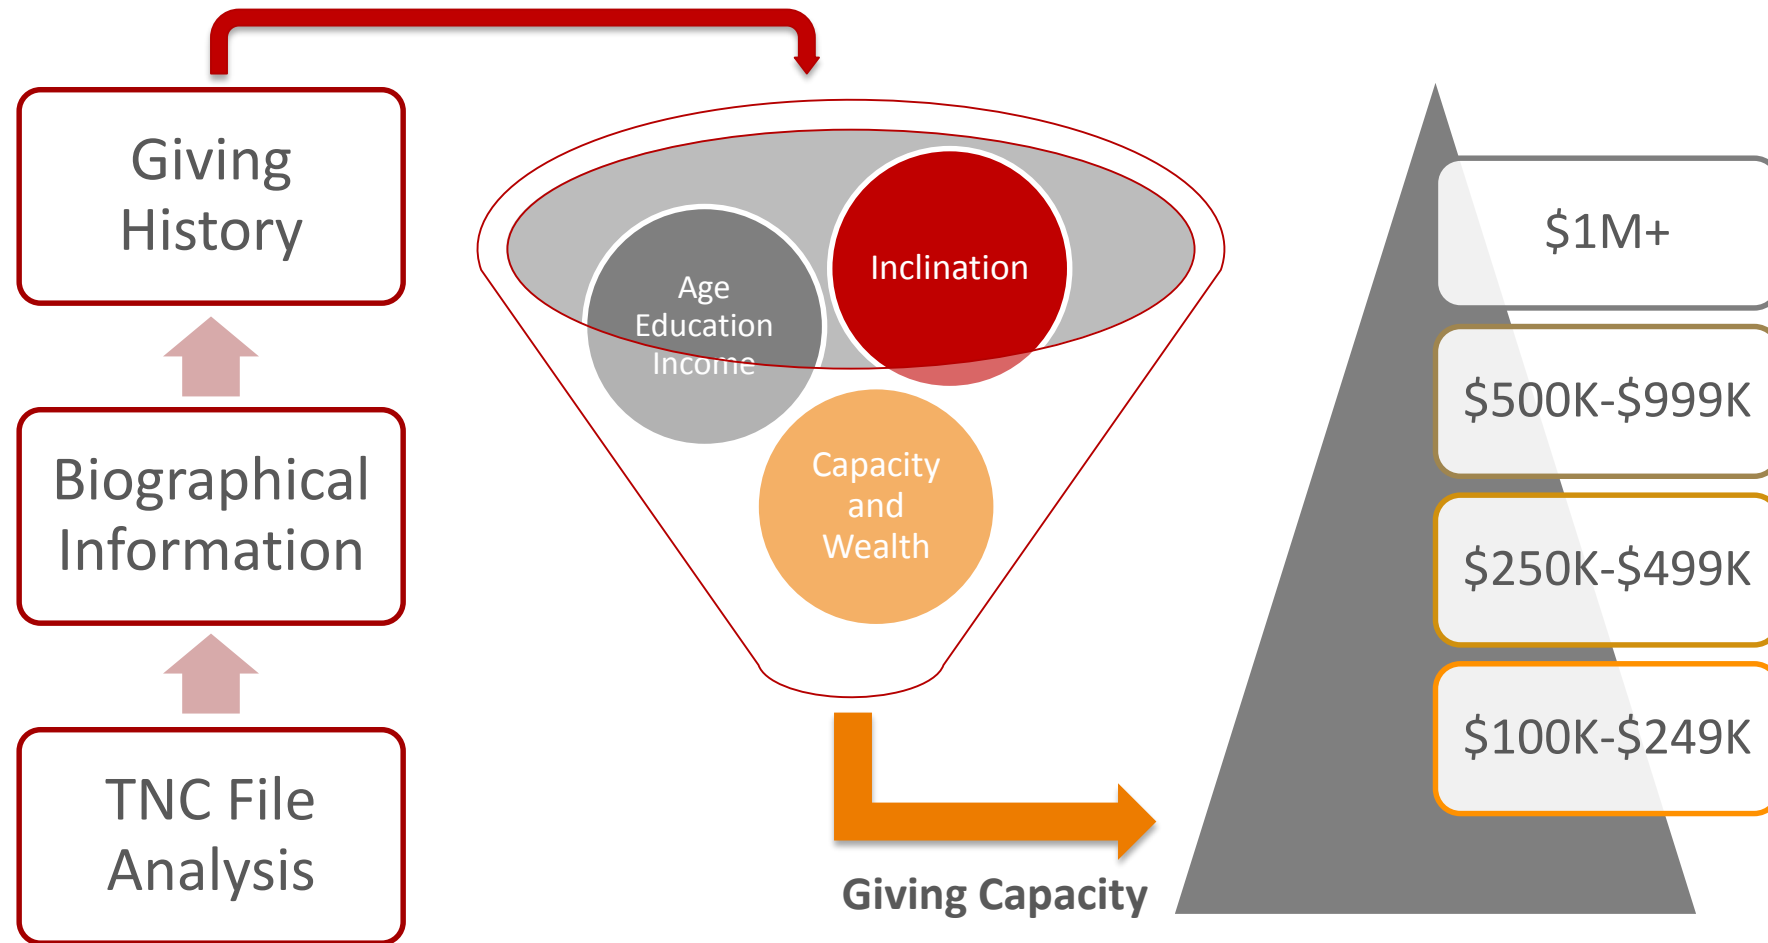 Giving
History
Biographical
Information
TNC File
Analysis
Age
Education
Income
Inclination
Capacity
and
Wealth
Giving Capacity
$1M+
$500K-$999K
$250K-$499K
$100K-$249K